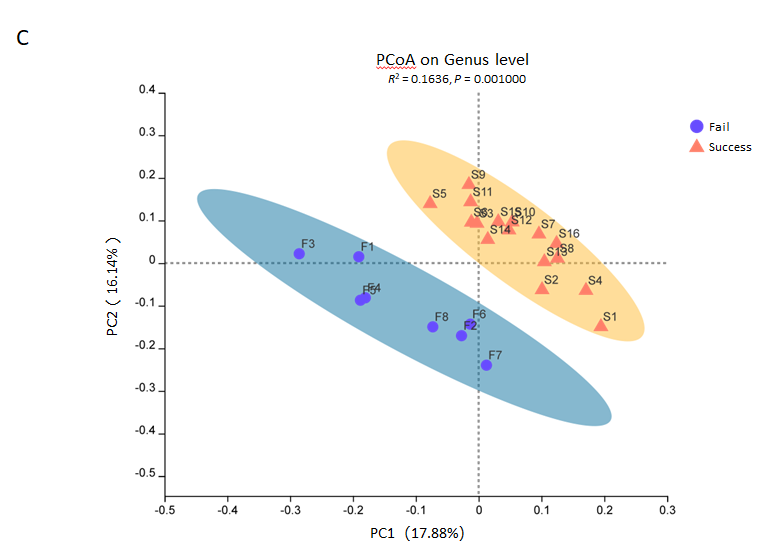 C
PCoA on Genus level
R² = 0.1636, P = 0.001000
Fail
Success
0.4
0.3
0.2
0.1
0
-0.1
-0.2
-0.3
-0.4
-0.5
PC2 ( 16.14% )
S9
S5
S11
S3
S10
S12
S14
S7
S16
S8
S2
S4
S1
F3
F1
F4
F8
F6
F2
F7
-0.5
-0.4
-0.3
-0.2
-0.1
0
0.1
0.2
0.3
PC1 (17.88%)